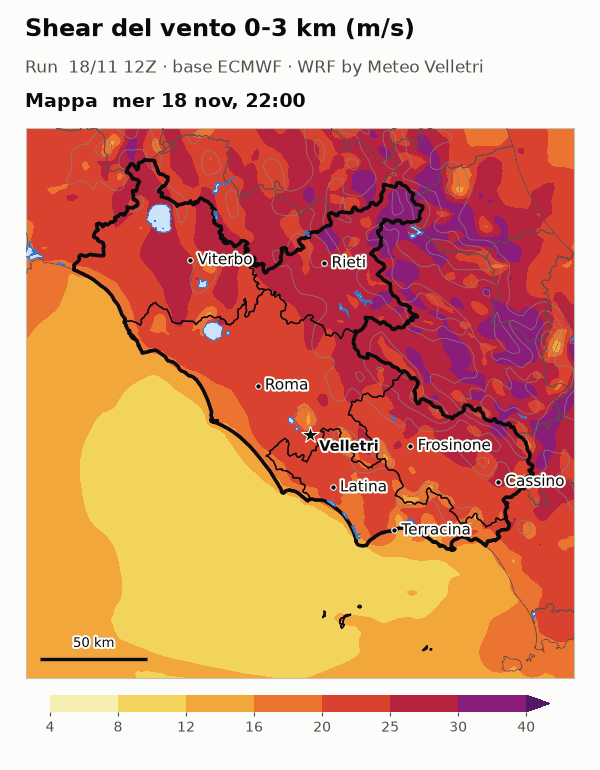 Shear del vento 0-3 km (m/s)
Run  18/11 12Z · base ECMWF · WRF by Meteo Velletri
Mappa  mer 18 nov, 22:00
Viterbo
Rieti
Roma
Velletri
Frosinone
Cassino
Latina
Terracina
50 km
4 8 12 16 20 25 30 40